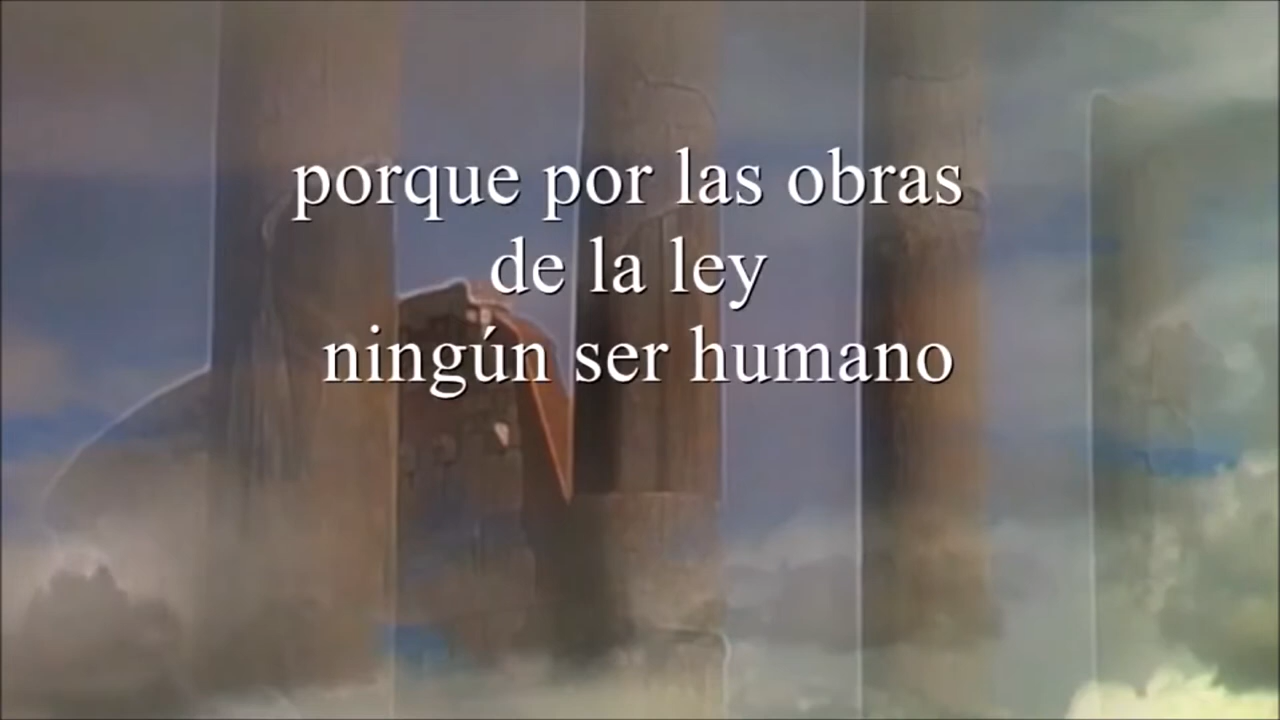 porque por las obras
de la ley
ningún ser humano